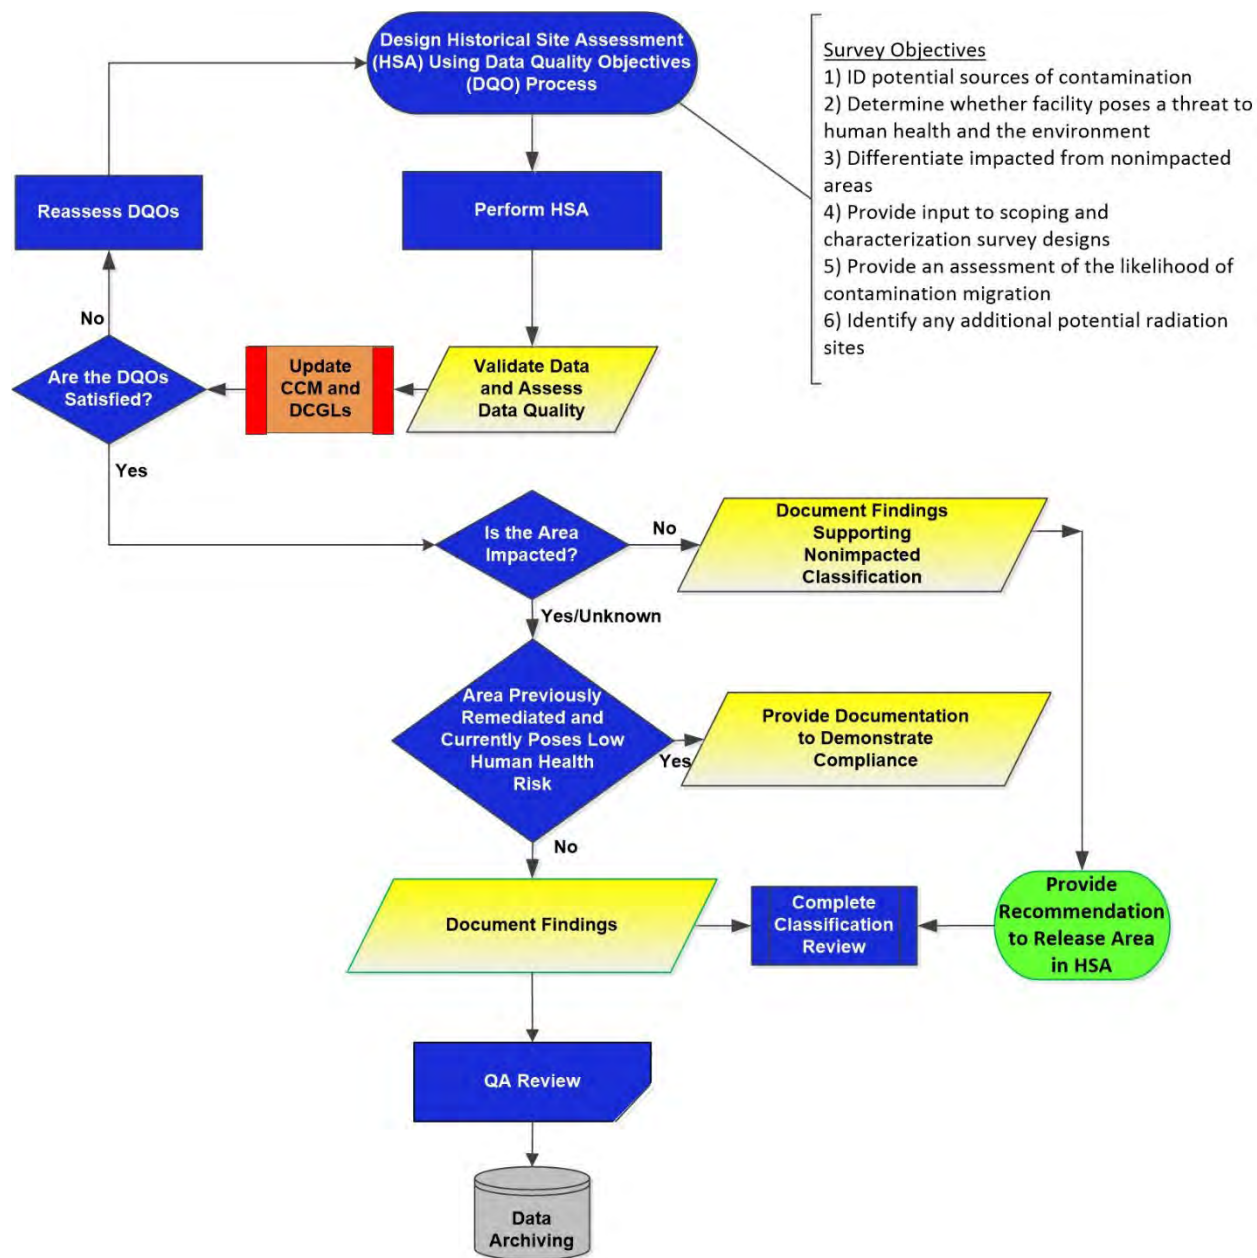 Design Historical Site Assessment
(HSA) Using Data Quality Objectives
(DQO) Process
Survey Objectives
1) ID potential sources of contamination
2) Determine whether facility poses a threat to
human health and the environment
3) Differentiate impacted from nonimpacted
areas
4) Provide input to scoping and
characterization survey designs
5) Provide an assessment of the likelihood of
contamination migration
6) Identify any additional potential radiation
sites
Reassess DQOs
Perform HSA
No
Are the DQOs
Satisfied?
Update
CCM and
DCGLs
Validate Data
and Assess
Data Quality
Yes
Is the Area
Impacted?
No
Document Findings
Supporting
Nonimpacted
Classification
Yes/Unknown
Area Previously
Remediated and
Currently Poses Low
Human Health
Risk
Yes
Provide Documentation
to Demonstrate
Compliance
No
Document Findings
Complete
Classification
Review
Provide
Recommendation
to Release Area
in HSA
QA Review
Data
Archiving